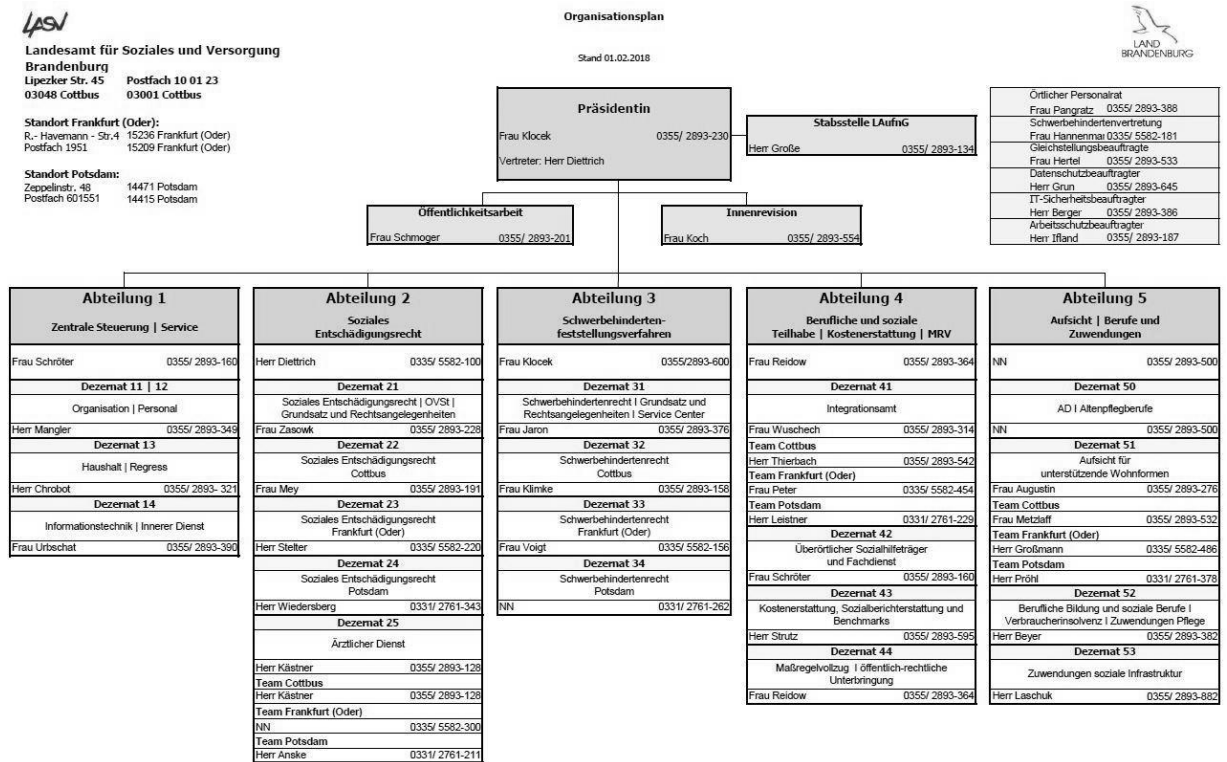 LASV
Organisationsplan
Stand 01.02.2018
LAND
BRANDENBURG
Landesamt für Soziales und Versorgung
Brandenburg
Lipezker Str. 45 Postfach 10 01 23
03048 Cottbus 03001 Cottbus
Standort Frankfurt (Oder):
R.- Havemann - Str.4 15236 Frankfurt (Oder)
Postfach 1951 15209 Frankfurt (Oder)
Standort Potsdam:
Zeppelinstr. 48 14471 Potsdam
Postfach 601551 14415 Potsdam
Präsidentin
Frau Klocek 0355/ 2893-230
Vertreter: Herr Diettrich
Stabsstelle LAufnG
Herr Große 0355/ 2893-134
Örtlicher Personalrat
Frau Pangratz 0355/ 2893-388
Schwerbehindertenvertretung
Frau Hannenmai 0335/ 5582-181
Gleichstellungsbeauftragte
Frau Hertel 0355/ 2893-533
Datenschutzbeauftragter
Herr Grun 0355/ 2893-645
IT-Sicherheitsbeauftragter
Herr Berger 0355/ 2893-386
Arbeitsschutzbeauftragter
Herr Ifland 0355/ 2893-187
Öffentlichkeitsarbeit
Frau Schmoger 0355/ 2893-201
Innenrevision
Frau Koch 0355/ 2893-554
Abteilung 1
Zentrale Steuerung | Service
Frau Schröter 0355/ 2893-160
Dezernat 11 | 12
Organisation | Personal
Herr Mangler 0355/ 2893-349
Dezernat 13
Haushalt | Regress
Herr Chrobot 0355/ 2893- 321
Dezernat 14
Informationstechnik | Innerer Dienst
Frau Urbschat 0355/ 2893-390
Abteilung 2
Soziales
Entschädigungsrecht
Herr Diettrich 0335/ 5582-100
Dezernat 21
Soziales Entschädigungsrecht | OVSt |
Grundsatz und Rechtsangelegenheiten
Frau Zasowk 0355/ 2893-228
Dezernat 22
Soziales Entschädigungsrecht
Cottbus
Frau Mey 0355/ 2893-191
Dezernat 23
Soziales Entschädigungsrecht
Frankfurt (Oder)
Herr Stelter 0335/ 5582-220
Dezernat 24
Soziales Entschädigungsrecht
Potsdam
Herr Wiedersberg 0331/ 2761-343
Dezernat 25
Ärztlicher Dienst
Herr Kästner 0355/ 2893-128
Team Cottbus
Herr Kästner 0355/ 2893-128
Team Frankfurt (Oder)
NN 0335/ 5582-300
Team Potsdam
Herr Anske 0331/ 2761-211
Abteilung 3
Schwerbehinderten-
feststellungsverfahren
Frau Klocek 0355/2893-600
Dezernat 31
Schwerbehindertenrecht I Grundsatz und
Rechtsangelegenheiten I Service Center
Frau Jaron 0355/ 2893-376
Dezernat 32
Schwerbehindertenrecht
Cottbus
Frau Klimke 0355/ 2893-158
Dezernat 33
Schwerbehindertenrecht
Frankfurt (Oder)
Frau Voigt 0335/ 5582-156
Dezernat 34
Schwerbehindertenrecht
Potsdam
NN 0331/ 2761-262
Abteilung 4
Berufliche und soziale
Teilhabe | Kostenerstattung | MRV
Frau Reidow 0355/ 2893-364
Dezernat 41
Integrationsamt
Frau Wuschech 0355/ 2893-314
Team Cottbus
Herr Thierbach 0355/ 2893-542
Team Frankfurt (Oder)
Frau Peter 0335/ 5582-454
Team Potsdam
Herr Leistner 0331/ 2761-229
Dezernat 42
Überörtlicher Sozialhilfeträger
und Fachdienst
Frau Schröter 0355/ 2893-160
Dezernat 43
Kostenerstattung, Sozialberichterstattung und
Benchmarks
Herr Strutz 0355/ 2893-595
Dezernat 44
Maßregelvollzug I öffentlich-rechtliche
Unterbringung
Frau Reidow 0355/ 2893-364
Abteilung 5
Aufsicht | Berufe und
Zuwendungen
NN 0355/ 2893-500
Dezernat 50
AD I Altenpflegberufe
NN 0355/ 2893-500
Dezernat 51
Aufsicht für
unterstützende Wohnformen
Frau Augustin 0355/ 2893-276
Team Cottbus
Frau Metzlaff 0355/ 2893-532
Team Frankfurt (Oder)
Herr Großmann 0335/ 5582-486
Team Potsdam
Herr Pröhl 0331/ 2761-378
Dezernat 52
Berufliche Bildung und soziale Berufe I
Verbraucherinsolvenz I Zuwendungen Pflege
Herr Beyer 0355/ 2893-382
Dezernat 53
Zuwendungen soziale Infrastruktur
Herr Laschuk 0355/ 2893-882